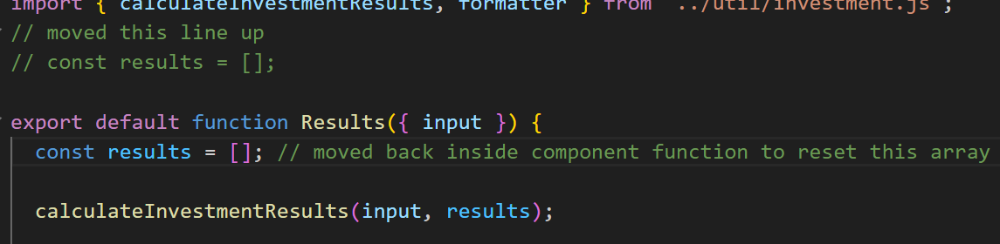 import { calculateInvestmentResults, formatter } from "../util/investment.js";
// moved this line up
// const results = [];
export default function Results({ input }) {
const results = []; // moved back inside component function to reset this array
calculateInvestmentResults(input, results);